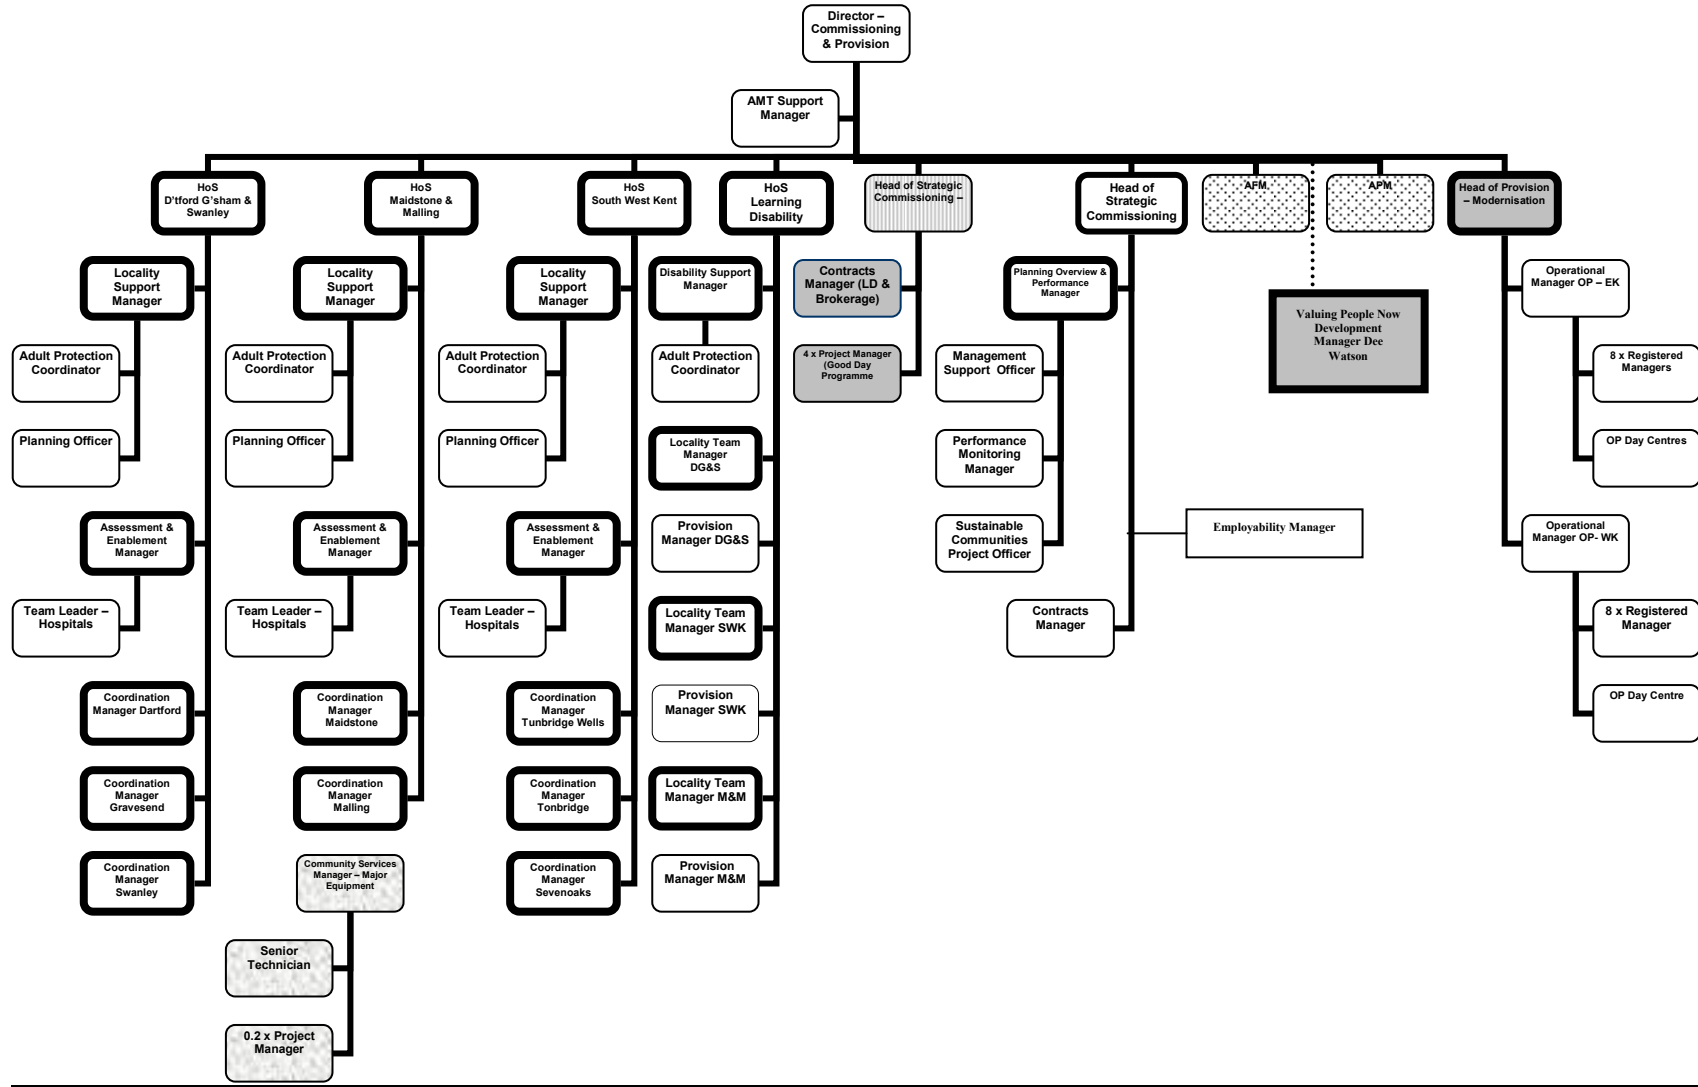 Director –
Commissioning
& Provision
AMT Support
Manager
HoS
D'tford G'sham &
Swanley
HoS
Maidstone &
Malling
HoS
South West Kent
HoS
Learning
Disability
Head of Strategic
Commissioning –
Head of
Strategic
Commissioning
AFM
APM
Head of Provision
– Modernisation
Locality
Support
Manager
Locality
Support
Manager
Locality
Support
Manager
Disability Support
Manager
Contracts
Manager (LD &
Brokerage)
Planning Overview &
Performance
Manager
Valuing People Now
Development
Manager Dee
Watson
Operational
Manager OP – EK
Adult Protection
Coordinator
Adult Protection
Coordinator
Adult Protection
Coordinator
Adult Protection
Coordinator
4 x Project Manager
(Good Day
Programme
Management
Support Officer
8 x Registered
Managers
Planning Officer
Planning Officer
Planning Officer
Locality Team
Manager
DG&S
Performance
Monitoring
Manager
OP Day Centres
Assessment &
Enablement
Manager
Assessment &
Enablement
Manager
Assessment &
Enablement
Manager
Provision
Manager DG&S
Sustainable
Communities
Project Officer
Employability Manager
Operational
Manager OP- WK
Team Leader –
Hospitals
Team Leader –
Hospitals
Team Leader –
Hospitals
Locality Team
Manager SWK
Contracts
Manager
8 x Registered
Manager
Coordination
Manager Dartford
Coordination
Manager
Maidstone
Coordination
Manager
Tunbridge Wells
Provision
Manager SWK
OP Day Centre
Coordination
Manager
Gravesend
Coordination
Manager
Malling
Coordination
Manager
Tonbridge
Locality Team
Manager M&M
Coordination
Manager
Swanley
Community Services
Manager – Major
Equipment
Coordination
Manager
Sevenoaks
Provision
Manager M&M
Senior
Technician
0.2 x Project
Manager